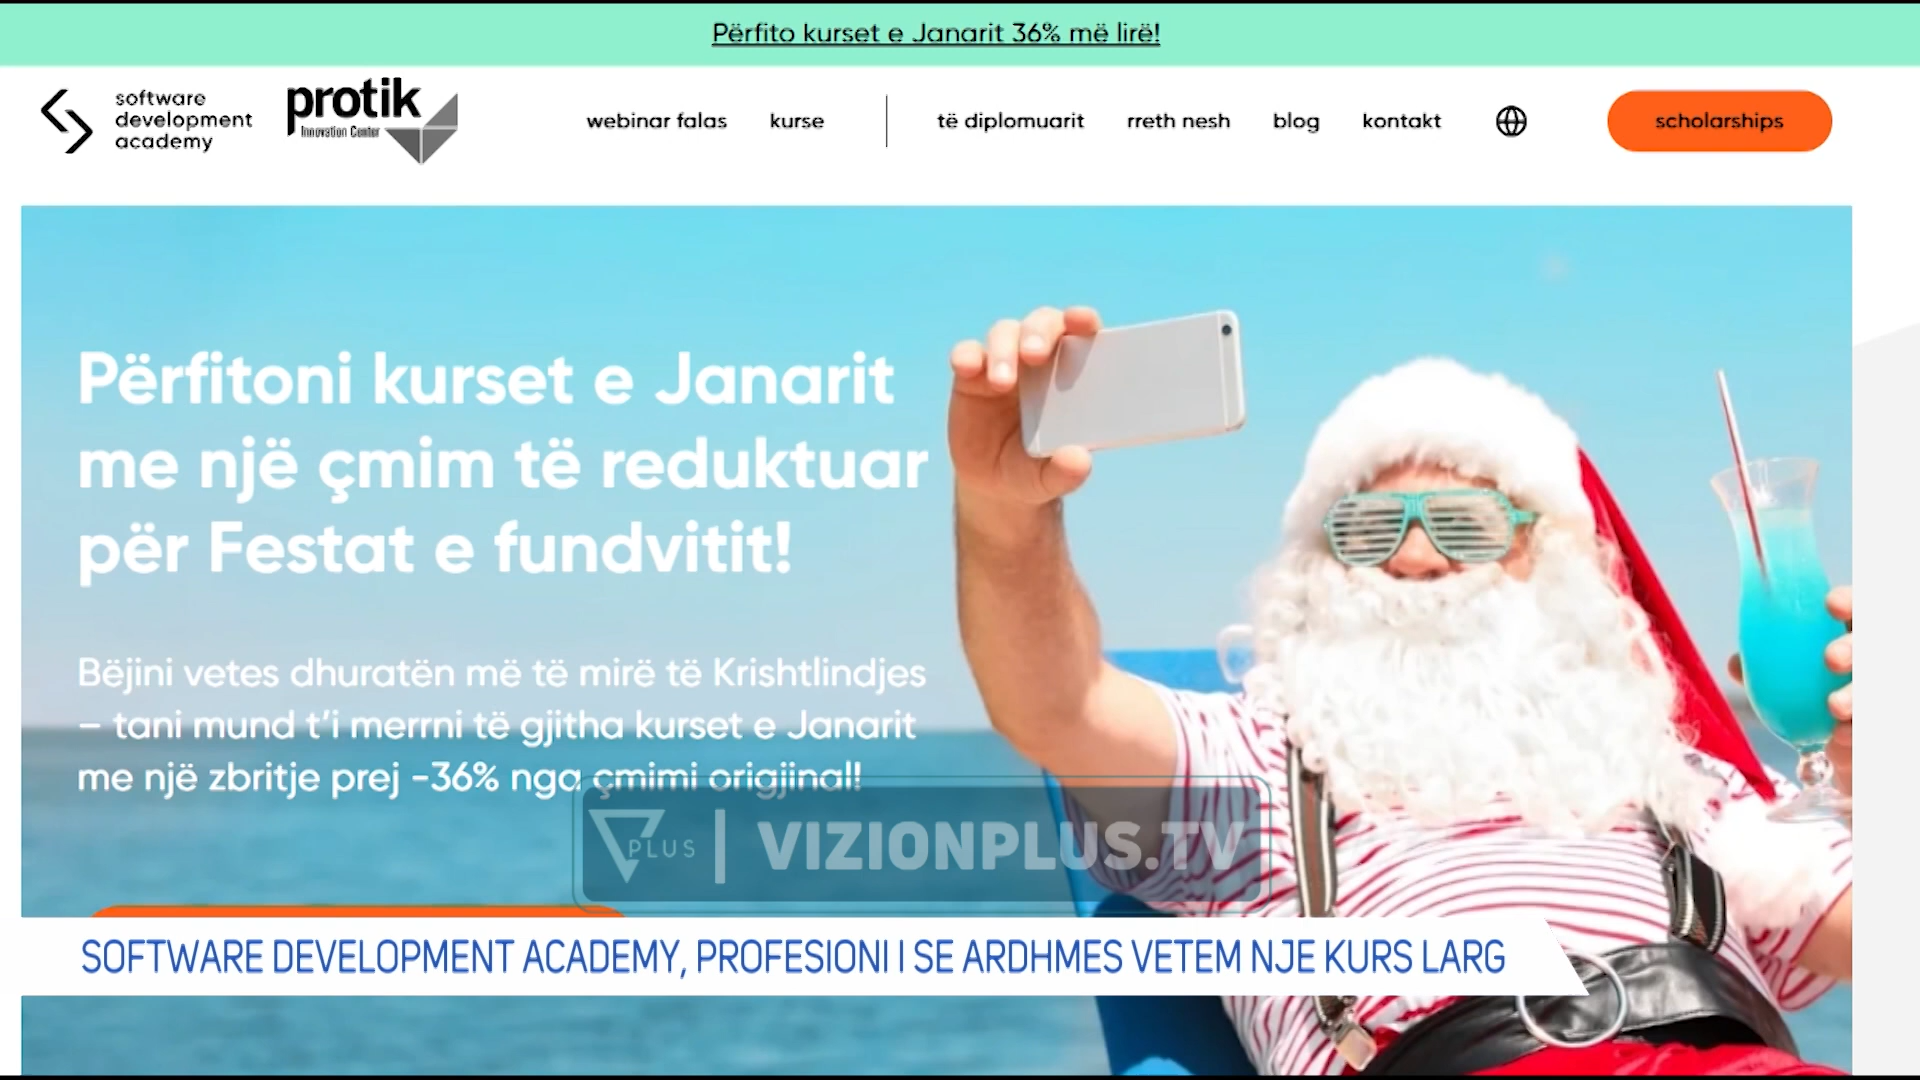 Përfito kurset e Janarit 36% më lirë!
software
development
academy
protik
Innovation Center
webinar falas
kurse
të diplomuarit
rreth nesh
blog
kontakt
scholarships
Përfitoni kurset e Janarit
me një çmim të reduktuar
për Festat e fundvitit!
Bëjini vetes dhuratën më të mirë të Krishtlindjes
– tani mund t'i merrni të gjitha kurset e Janarit
me një zbritje prej -36% nga çmimi origjinal!
PLUS | VIZIONPLUS.TV
SOFTWARE DEVELOPMENT ACADEMY, PROFESIONI I SE ARDHMES VETEM NJE KURS LARG